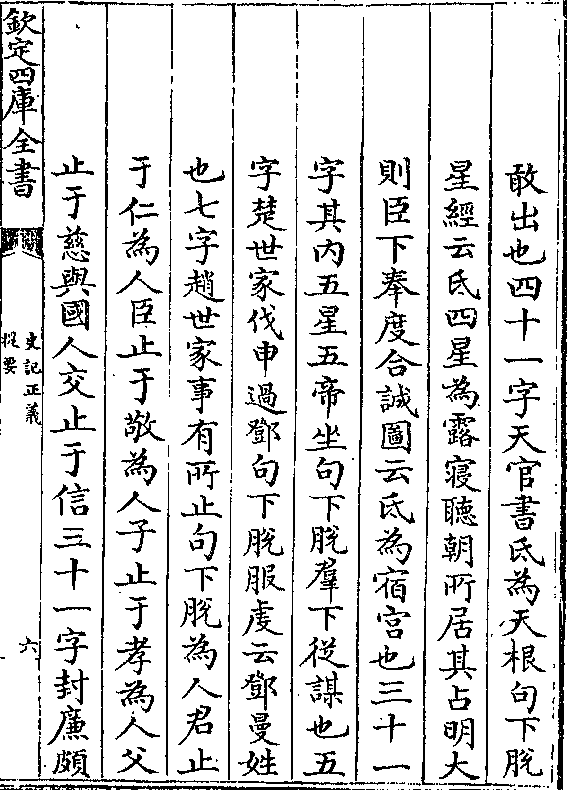 敢出也四十一字天官書氐為天根句下脫
星經云氐四星為露寢聽朝所居其占明大
則臣下奉度合誠圖云氐為宿宮也三十一
字其內五星五帝坐句下脫羣下從謀也五
字楚世家伐申過鄧句下脫服虔云鄧曼姓
也七字趙世家事有所止句下脫為人君止
于仁為人臣止于敬為人子止于孝為人父
止于慈與國人交止于信三十一字封廉頗
欽定四庫全書
史記正義
提要
六